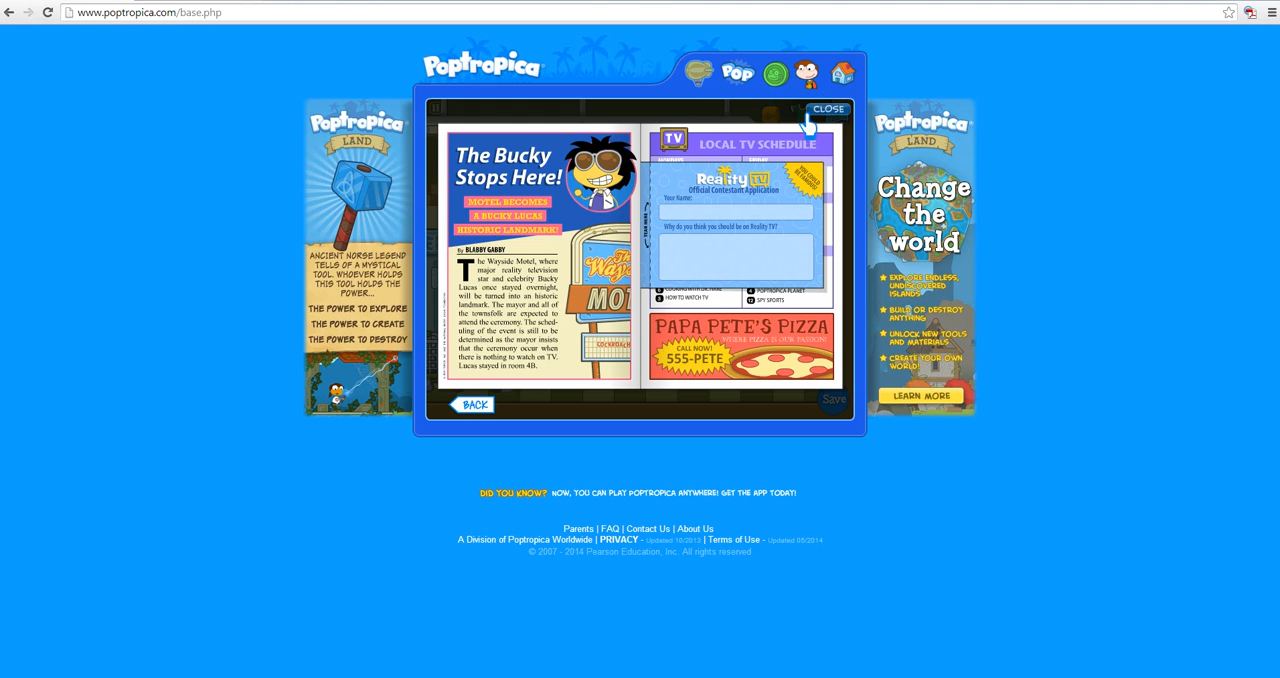 www.poptropica.com/base.php
Poptropica
POP
CLOSE
Poptropica
LAND
ANCIENT NORSE LEGEND
TELLS OF A MYSTICAL
TOOL. WHOEVER HOLDS
THIS TOOL HOLDS THE
POWER...
THE POWER TO EXPLORE
THE POWER TO CREATE
THE POWER TO DESTROY
The Bucky
Stops Here!
MOTEL BECOMES
A BUCKY LUCAS
HISTORIC LANDMARK!
By BLABBY GABBY
The Wayside Motel, where
major reality television
star and celebrity Bucky
Lucas once stayed overnight,
will be turned into an historic
landmark. The mayor and all of
the townsfolk are expected to
attend the ceremony. The sched-
uling of the event is still to be
determined as the mayor insists
that the ceremony occur when
there is nothing to watch on TV.
Lucas stayed in room 4B.
TV
LOCAL TV SCHEDULE
Reality TV
YOU COULD
BE FAMOUS!
Official Contestant Application
Your Name:
TEAR HERE
Why do you think you should be on Reality TV?
HOW TO WATCH TV
POPTROPICA PLANET
12 SPY SPORTS
PAPA PETE'S PIZZA
WHERE PIZZA IS OUR PASSION!
CALL NOW!
555-PETE
BACK
Save
Poptropica
LAND
Change
the
world
EXPLORE ENDLESS,
UNDISCOVERED
ISLANDS
BUILD OR DESTROY
ANYTHING
UNLOCK NEW TOOLS
AND MATERIALS
CREATE YOUR OWN
WORLD!
LEARN MORE
DID YOU KNOW? NOW, YOU CAN PLAY POPTROPICA ANYWHERE! GET THE APP TODAY!
Parents | FAQ | Contact Us | About Us
A Division of Poptropica Worldwide | PRIVACY - Updated 10/2013 | Terms of Use - Updated 05/2014
© 2007 - 2014 Pearson Education, Inc. All rights reserved